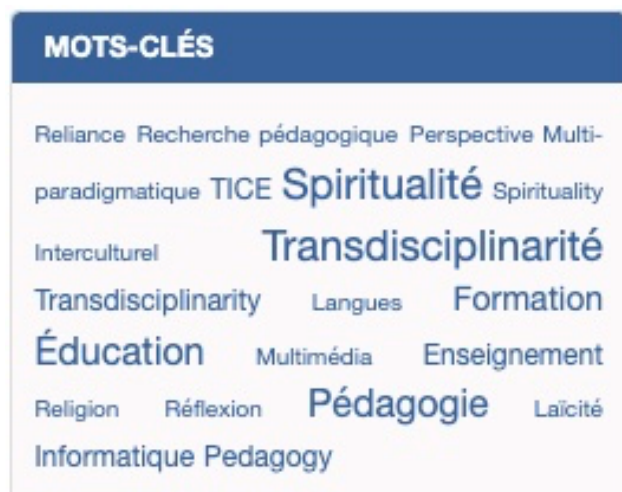 MOTS-CLÉS
Reliance Recherche pédagogique Perspective Multi-
paradigmatique TICE Spiritualité Spirituality
Interculturel Transdisciplinarité
Transdisciplinarity Langues Formation
Éducation Multimédia Enseignement
Religion Réflexion Pédagogie Laïcité
Informatique Pedagogy